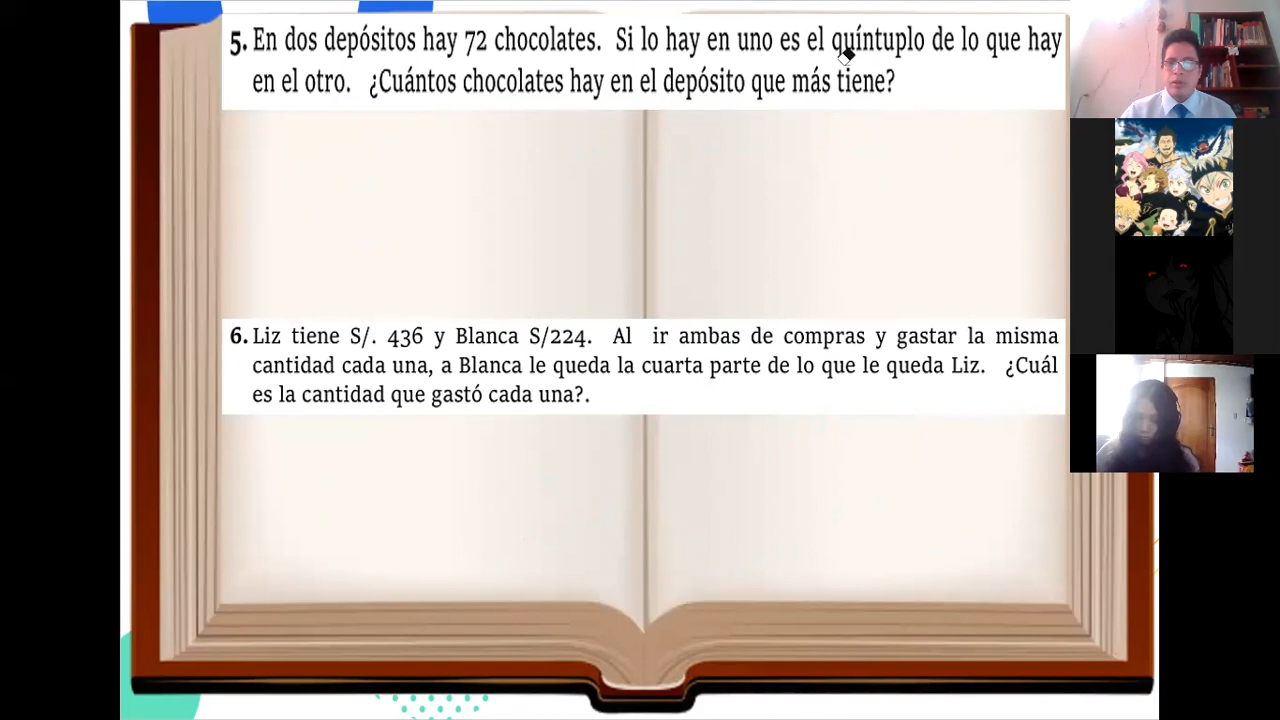 5. En dos depósitos hay 72 chocolates. Si lo hay en uno es el quíntuplo de lo que hay
en el otro. ¿Cuántos chocolates hay en el depósito que más tiene?
6. Liz tiene S/. 436 y Blanca S/224. Al ir ambas de compras y gastar la misma
cantidad cada una, a Blanca le queda la cuarta parte de lo que le queda Liz. ¿Cuál
es la cantidad que gastó cada una?.